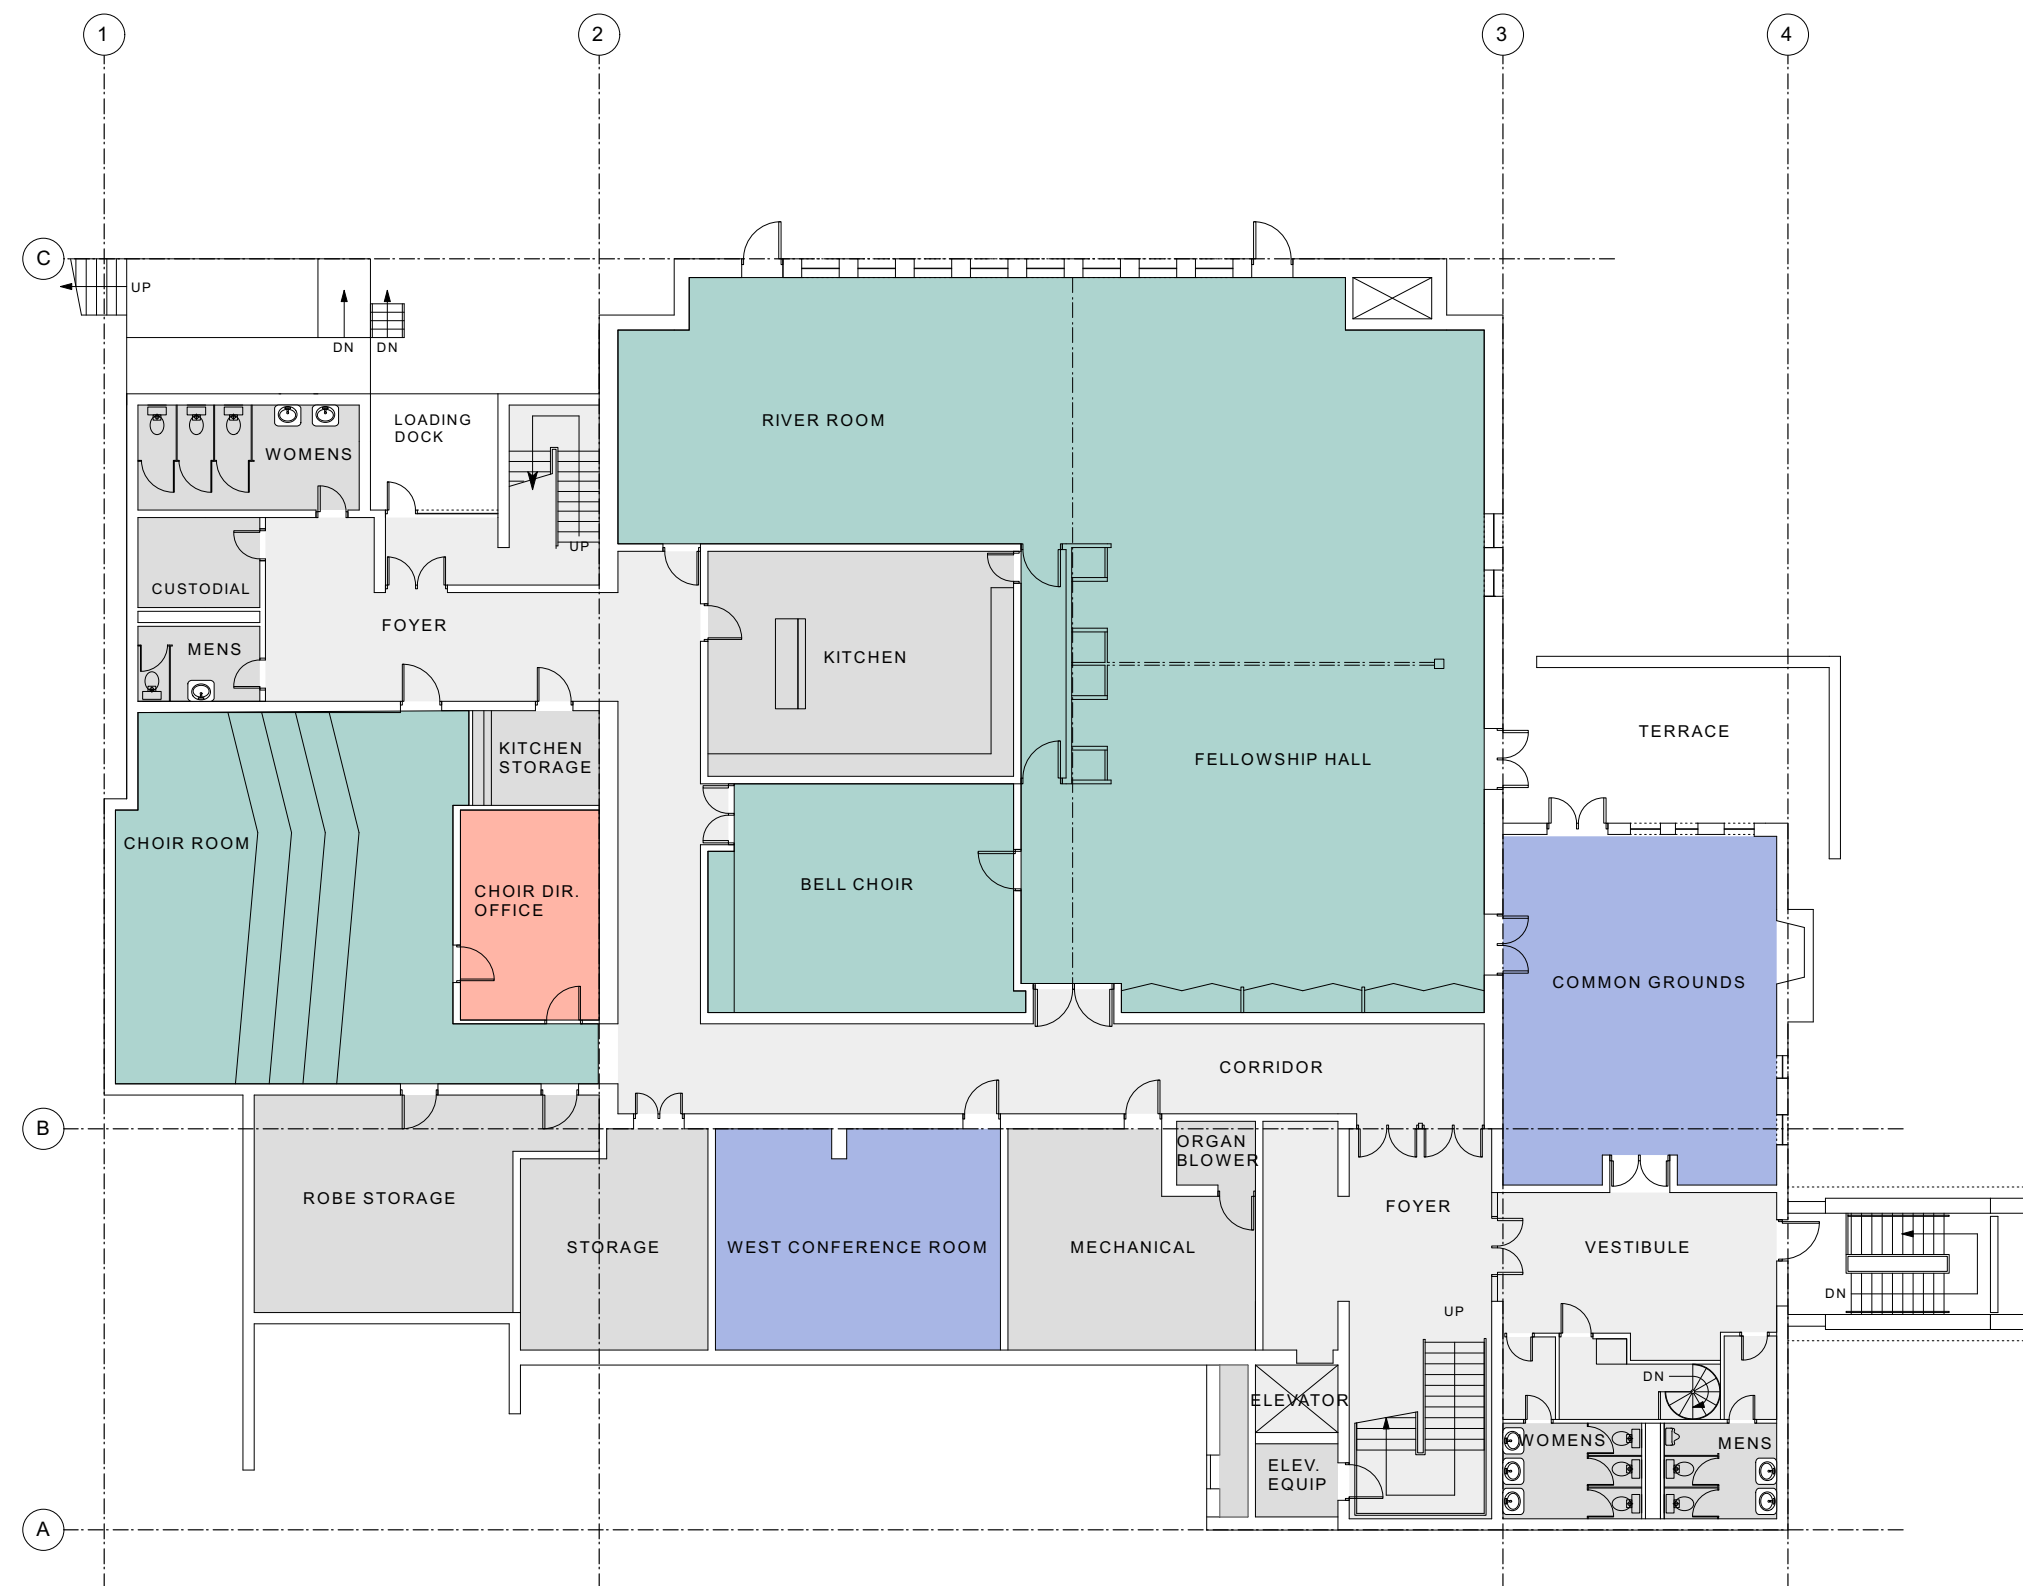 1
2
3
4
C
UP
DN
DN
LOADING
DOCK
RIVER ROOM
WOMENS
UP
CUSTODIAL
FOYER
MENS
KITCHEN
TERRACE
KITCHEN
STORAGE
FELLOWSHIP HALL
CHOIR ROOM
CHOIR DIR.
OFFICE
BELL CHOIR
COMMON GROUNDS
CORRIDOR
B
ORGAN
BLOWER
ROBE STORAGE
FOYER
STORAGE
WEST CONFERENCE ROOM
MECHANICAL
VESTIBULE
DN
UP
DN
ELEVATOR
WOMENS
MENS
ELEV.
EQUIP
A